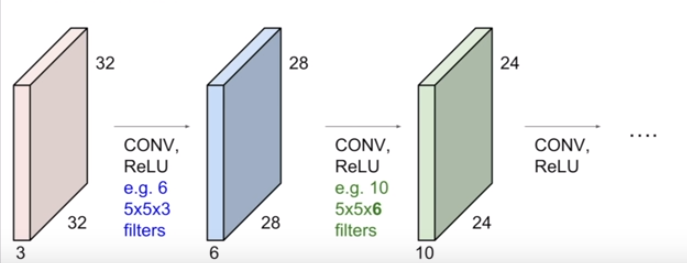 32
32
3
CONV,
ReLU
e.g. 6
5x5x3
filters
28
28
6
CONV,
ReLU
e.g. 10
5x5x6
filters
24
24
10
CONV,
ReLU
....